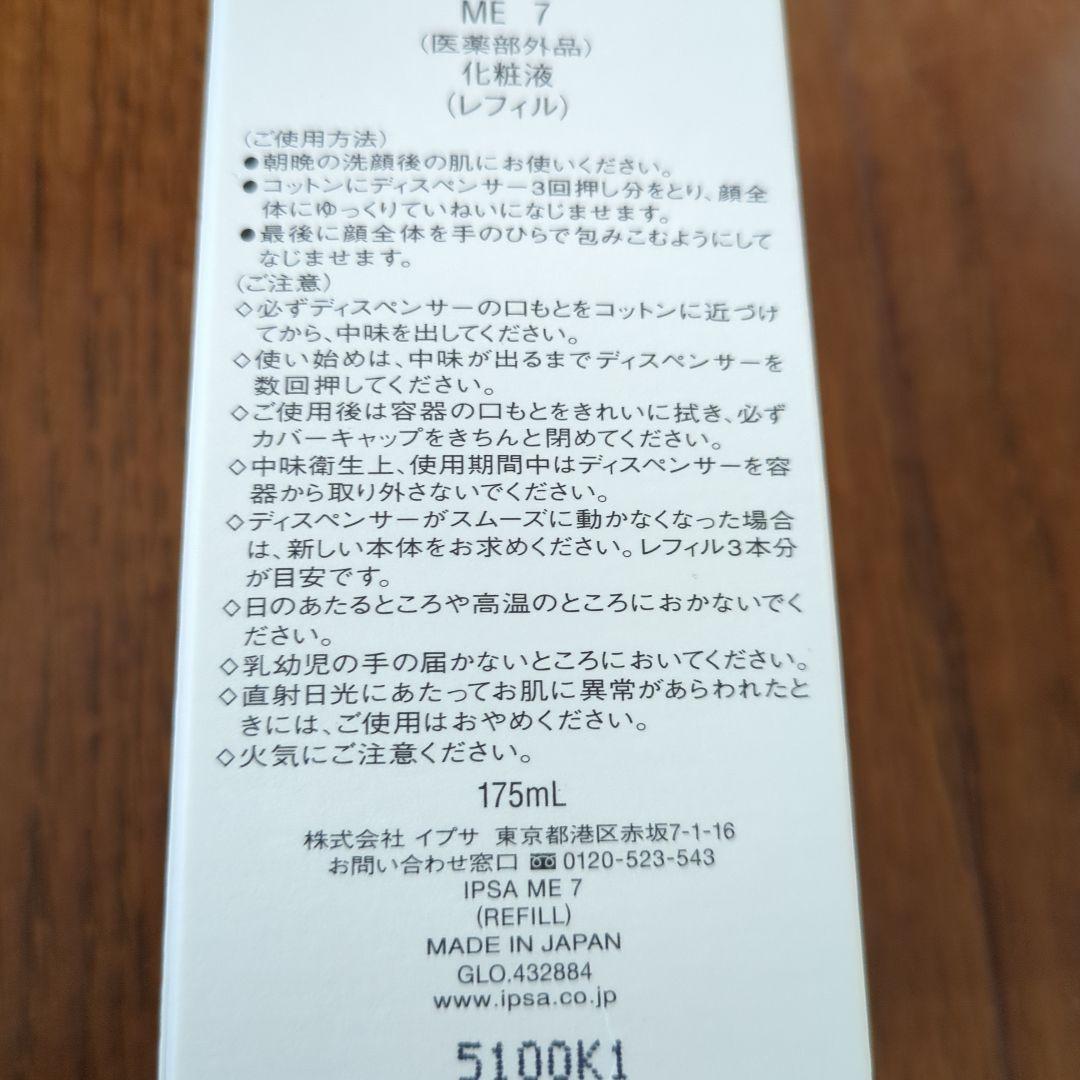 ME 7
(医薬部外品)
化粧液
(レフィル)
(ご使用方法)
●朝晩の洗顔後の肌にお使いください。
●コットンにディスペンサー3回押し分をとり、顔全
体にゆっくりていねいになじませます。
●最後に顔全体を手のひらで包みこむようにして
なじませます。
(ご注意)
◇必ずディスペンサーの口もとをコットンに近づけ
てから、中味を出してください。
◇使い始めは、中味が出るまでディスペンサーを
数回押してください。
◇ご使用後は容器の口もとをきれいに拭き、必ず
カバーキャップをきちんと閉めてください。
◇中味衛生上、使用期間中はディスペンサーを容
器から取り外さないでください。
◇ディスペンサーがスムーズに動かなくなった場合
は、新しい本体をお求めください。レフィル3本分
が目安です。
◇日のあたるところや高温のところにおかないでく
ださい。
◇乳幼児の手の届かないところにおいてください。
◇直射日光にあたってお肌に異常があらわれたと
きには、ご使用はおやめください。
◇火気にご注意ください。
175mL
株式会社 イプサ 東京都港区赤坂7-1-16
お問い合わせ窓口 0120-523-543
IPSA ME 7
(REFILL)
MADE IN JAPAN
GLO.432884
www.ipsa.co.jp
5100K1